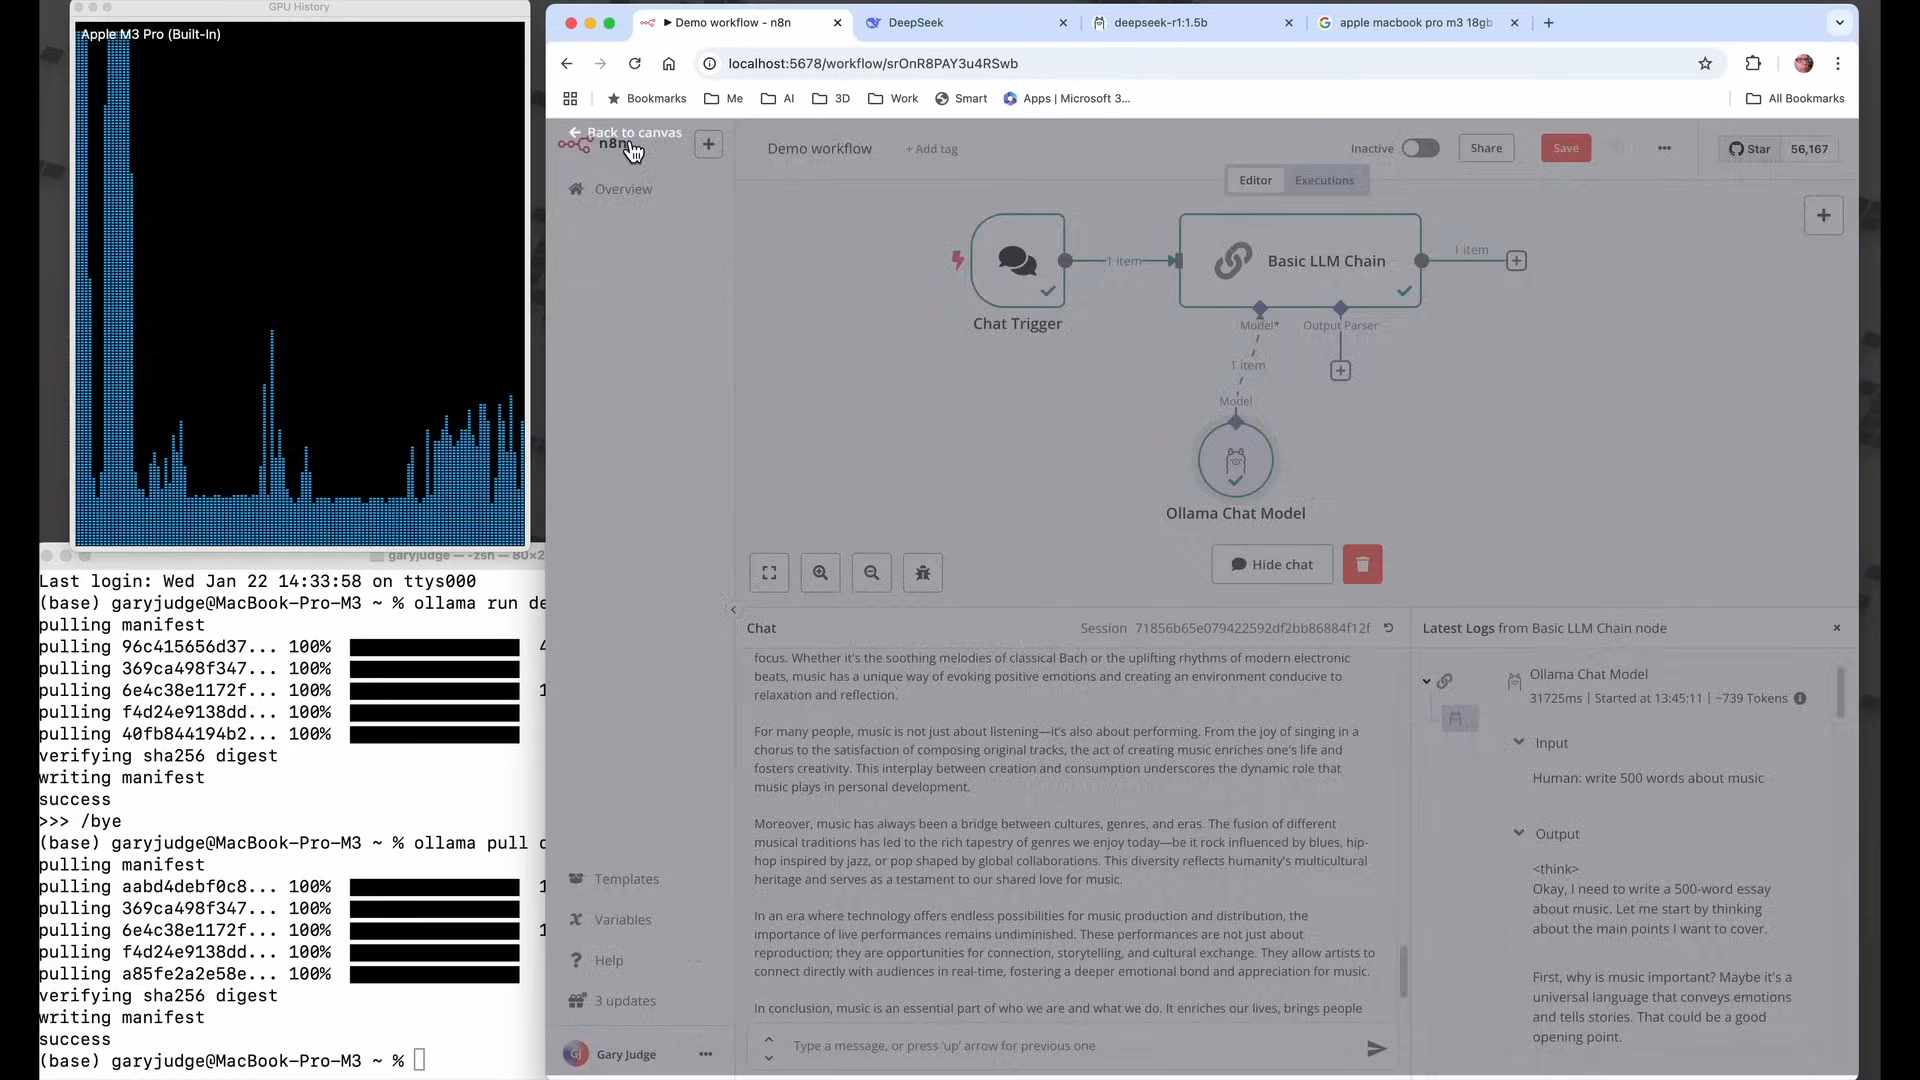 GPU History
Apple M3 Pro (Built-In)
garyjudge — -zsh — 80×2
Last login: Wed Jan 22 14:33:58 on ttys000
(base) garyjudge@MacBook-Pro-M3 ~ % ollama run de
pulling manifest
pulling 96c415656d37... 100% 4
pulling 369ca498f347... 100%
pulling 6e4c38e1172f... 100% 1
pulling f4d24e9138dd... 100%
pulling 40fb844194b2... 100%
verifying sha256 digest
writing manifest
success
>>> /bye
(base) garyjudge@MacBook-Pro-M3 ~ % ollama pull d
pulling manifest
pulling aabd4debf0c8... 100% 1
pulling 369ca498f347... 100%
pulling 6e4c38e1172f... 100% 1
pulling f4d24e9138dd... 100%
pulling a85fe2a2e58e... 100%
verifying sha256 digest
writing manifest
success
(base) garyjudge@MacBook-Pro-M3 ~ %
▶ Demo workflow - n8n
DeepSeek
deepseek-r1:1.5b
apple macbook pro m3 18gb
localhost:5678/workflow/srOnR8PAY3u4RSwb
Bookmarks Me AI 3D Work Smart Apps | Microsoft 3... All Bookmarks
Back to canvas
n8n
Overview
Templates
Variables
Help
3 updates
GJ Gary Judge
Demo workflow + Add tag
Inactive Share Save Star 56,167
Editor Executions
1 item
Basic LLM Chain
1 item
Chat Trigger
Model* Output Parser
1 item
Model
Ollama Chat Model
Hide chat
Chat
Session 71856b65e079422592df2bb86884f12f
focus. Whether it's the soothing melodies of classical Bach or the uplifting rhythms of modern electronic
beats, music has a unique way of evoking positive emotions and creating an environment conducive to
relaxation and reflection.
For many people, music is not just about listening—it's also about performing. From the joy of singing in a
chorus to the satisfaction of composing original tracks, the act of creating music enriches one's life and
fosters creativity. This interplay between creation and consumption underscores the dynamic role that
music plays in personal development.
Moreover, music has always been a bridge between cultures, genres, and eras. The fusion of different
musical traditions has led to the rich tapestry of genres we enjoy today—be it rock influenced by blues, hip-
hop inspired by jazz, or pop shaped by global collaborations. This diversity reflects humanity's multicultural
heritage and serves as a testament to our shared love for music.
In an era where technology offers endless possibilities for music production and distribution, the
importance of live performances remains undiminished. These performances are not just about
reproduction; they are opportunities for connection, storytelling, and cultural exchange. They allow artists to
connect directly with audiences in real-time, fostering a deeper emotional bond and appreciation for music.
In conclusion, music is an essential part of who we are and what we do. It enriches our lives, brings people
Type a message, or press 'up' arrow for previous one
Latest Logs from Basic LLM Chain node
Ollama Chat Model
31725ms | Started at 13:45:11 | ~739 Tokens
Input
Human: write 500 words about music
Output
<think>
Okay, I need to write a 500-word essay
about music. Let me start by thinking
about the main points I want to cover.
First, why is music important? Maybe it's a
universal language that conveys emotions
and tells stories. That could be a good
opening point.